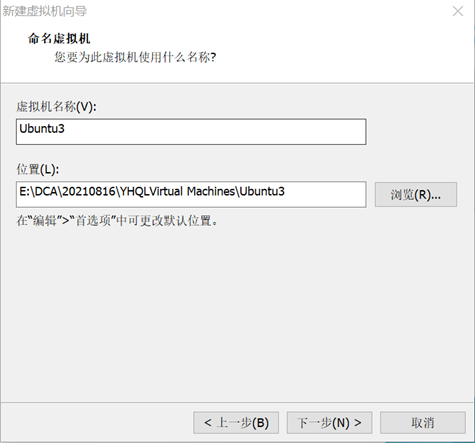 新建虚拟机向导
命名虚拟机
您要为此虚拟机使用什么名称?
虚拟机名称(V):
Ubuntu3
位置(L):
E:\DCA\20210816\YHQLVirtual Machines\Ubuntu3
浏览(R)...
在“编辑”>“首选项”中可更改默认位置。
< 上一步(B)
下一步(N) >
取消